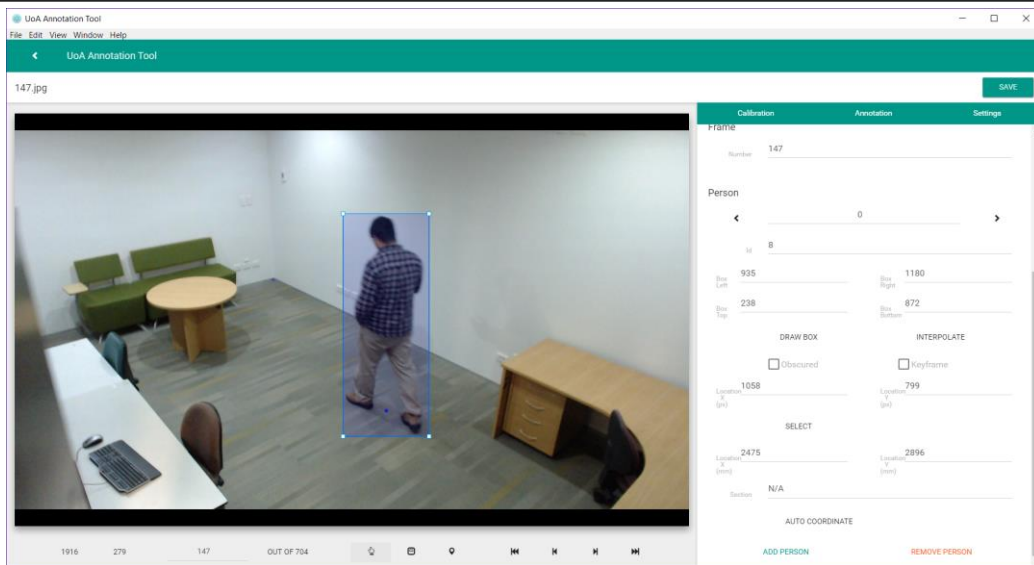 UoA Annotation Tool
File Edit View Window Help
UoA Annotation Tool
147.jpg
SAVE
Calibration Annotation Settings
Frame
Number 147
Person
0
Id 8
Box Left 935 Box Right 1180
Box Top 238 Box Bottom 872
DRAW BOX INTERPOLATE
Obscured Keyframe
Location X (px) 1058 Location Y (px) 799
SELECT
Location X (mm) 2475 Location Y (mm) 2896
Section N/A
AUTO COORDINATE
1916 279 147 OUT OF 704
ADD PERSON REMOVE PERSON